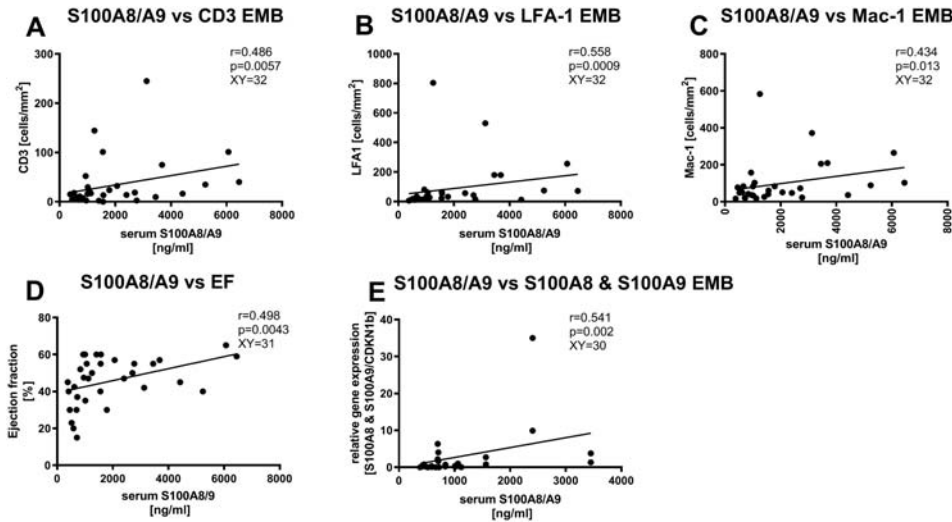 A
S100A8/A9 vs CD3 EMB
r=0.486
p=0.0057
XY=32
CD3 [cells/mm²]
300
200
100
0
0 2000 4000 6000 8000
serum S100A8/A9
[ng/ml]
B
S100A8/A9 vs LFA-1 EMB
r=0.558
p=0.0009
XY=32
LFA1 [cells/mm²]
1000
800
600
400
200
0
0 2000 4000 6000 8000
serum S100A8/A9
[ng/ml]
C
S100A8/A9 vs Mac-1 EMB
r=0.434
p=0.013
XY=32
Mac-1 [cells/mm²]
800
600
400
200
0
0 2000 4000 6000 8000
serum S100A8/A9
[ng/ml]
D
S100A8/A9 vs EF
r=0.498
p=0.0043
XY=31
Ejection fraction
[%]
80
60
40
20
0
0 2000 4000 6000 8000
serum S100A8/9
[ng/ml]
E
S100A8/A9 vs S100A8 & S100A9 EMB
r=0.541
p=0.002
XY=30
relative gene expression
[S100A8 & S100A9/CDKN1b]
40
30
20
10
0
0 1000 2000 3000 4000
serum S100A8/A9
[ng/ml]